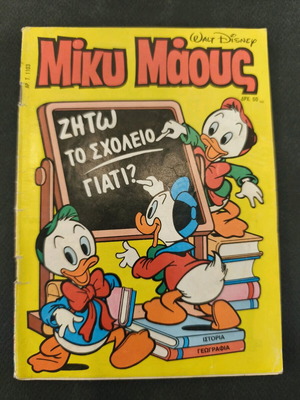 WALT DISNEY
Μίκυ Μάους
ΖΗΤΩ
ΤΟ ΣΧΟΛΕΙΟ
ΓΙΑΤΙ?
ΙΣΤΟΡΙΑ
ΓΕΩΓΡΑΦΙΑ